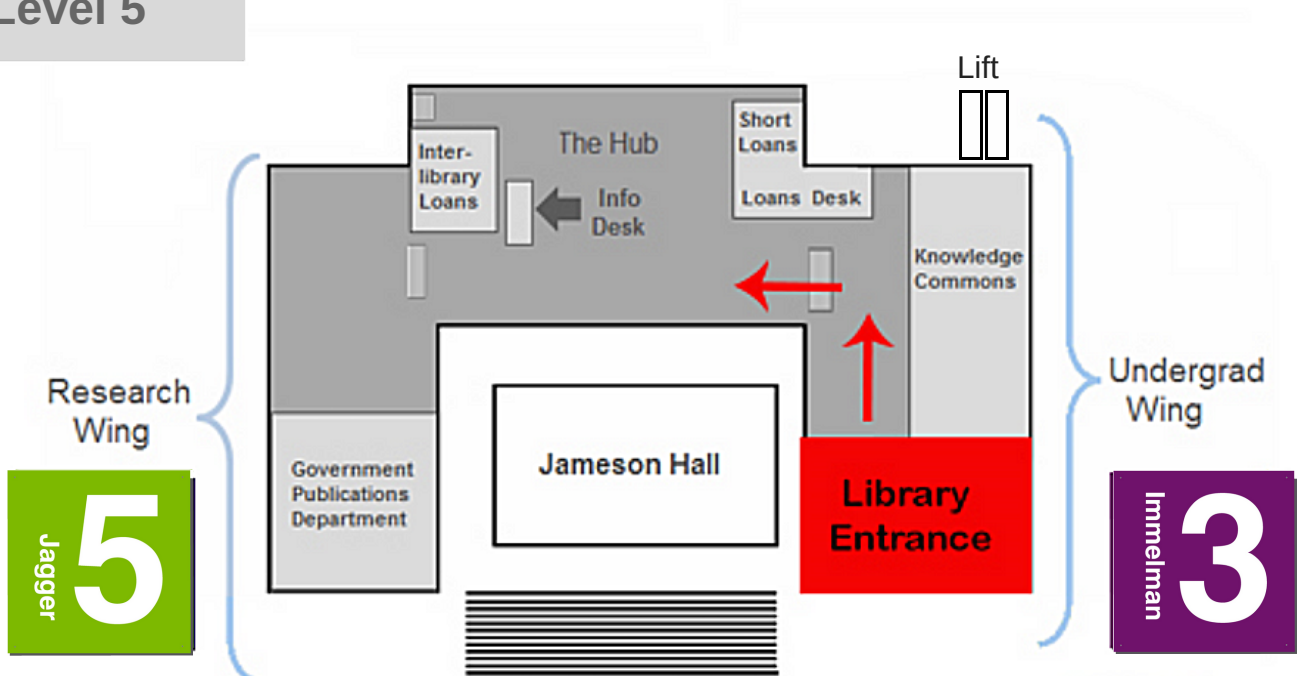 Level 5
Lift
The Hub
Short
Loans
Loans Desk
Inter-
library
Loans
Info
Desk
Knowledge
Commons
Research
Wing
Undergrad
Wing
Government
Publications
Department
Jameson Hall
Library
Entrance
Jagger
5
Immelman
3